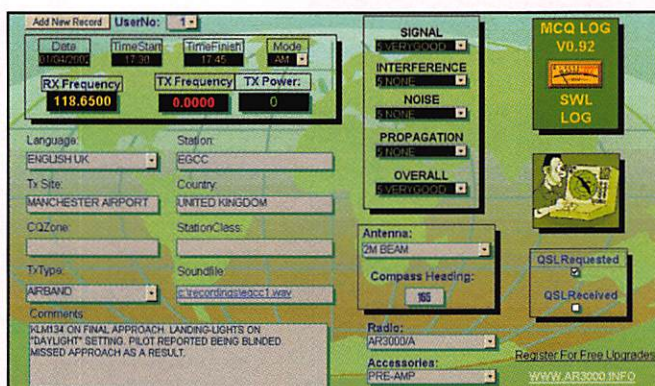 Add New Record UserNo: 1
Date TimeStart TimeFinish Mode
01/04/2002 17:30 17:45 AM
RX Frequency TX Frequency TX Power:
118.6500 0.0000 0
Language: Station:
ENGLISH UK EGCC
Tx Site: Country:
MANCHESTER AIRPORT UNITED KINGDOM
CQZone: StationClass:
TxType: Soundfile:
AIRBAND c:\recordings\egcc1.wav
Comments
KLM134 ON FINAL APPROACH. LANDING-LIGHTS ON
"DAYLIGHT" SETTING. PILOT REPORTED BEING BLINDED.
MISSED APPROACH AS A RESULT.
SIGNAL
5 VERYGOOD
INTERFERENCE
5 NONE
NOISE
5 NONE
PROPAGATION
5 NONE
OVERALL
5 VERYGOOD
Antenna:
2M BEAM
Compass Heading:
165
Radio:
AR3000/A
Accessories:
PRE-AMP
MCQ LOG
V0.92
SWL
LOG
QSLRequested
QSLReceived
Register For Free Upgrades
WWW.AR3000.INFO